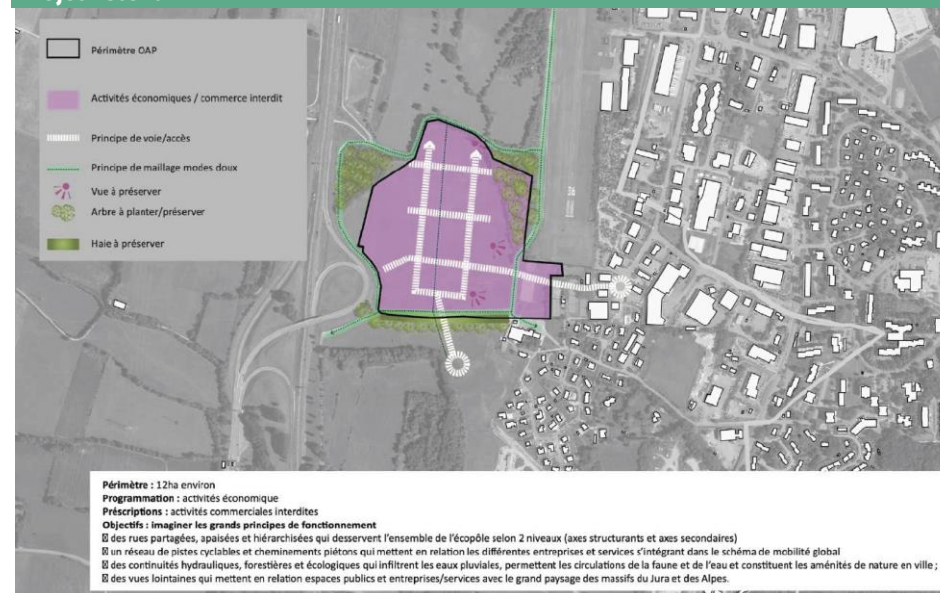 Périmètre OAP
Activités économiques / commerce interdit
Principe de voie/accès
Principe de maillage modes doux
Vue à préserver
Arbre à planter/préserver
Haie à préserver
Périmètre : 12ha environ
Programmation : activités économique
Préscriptions : activités commerciales interdites
Objectifs : imaginer les grands principes de fonctionnement
des rues partagées, apaisées et hiérarchisées qui desservent l'ensemble de l'écopôle selon 2 niveaux (axes structurants et axes secondaires)
un réseau de pistes cyclables et cheminements piétons qui mettent en relation les différentes entreprises et services s'intégrant dans le schéma de mobilité global
des continuités hydrauliques, forestières et écologiques qui infiltrent les eaux pluviales, permettent les circulations de la faune et de l'eau et constituent les aménités de nature en ville ;
des vues lointaines qui mettent en relation espaces publics et entreprises/services avec le grand paysage des massifs du Jura et des Alpes.